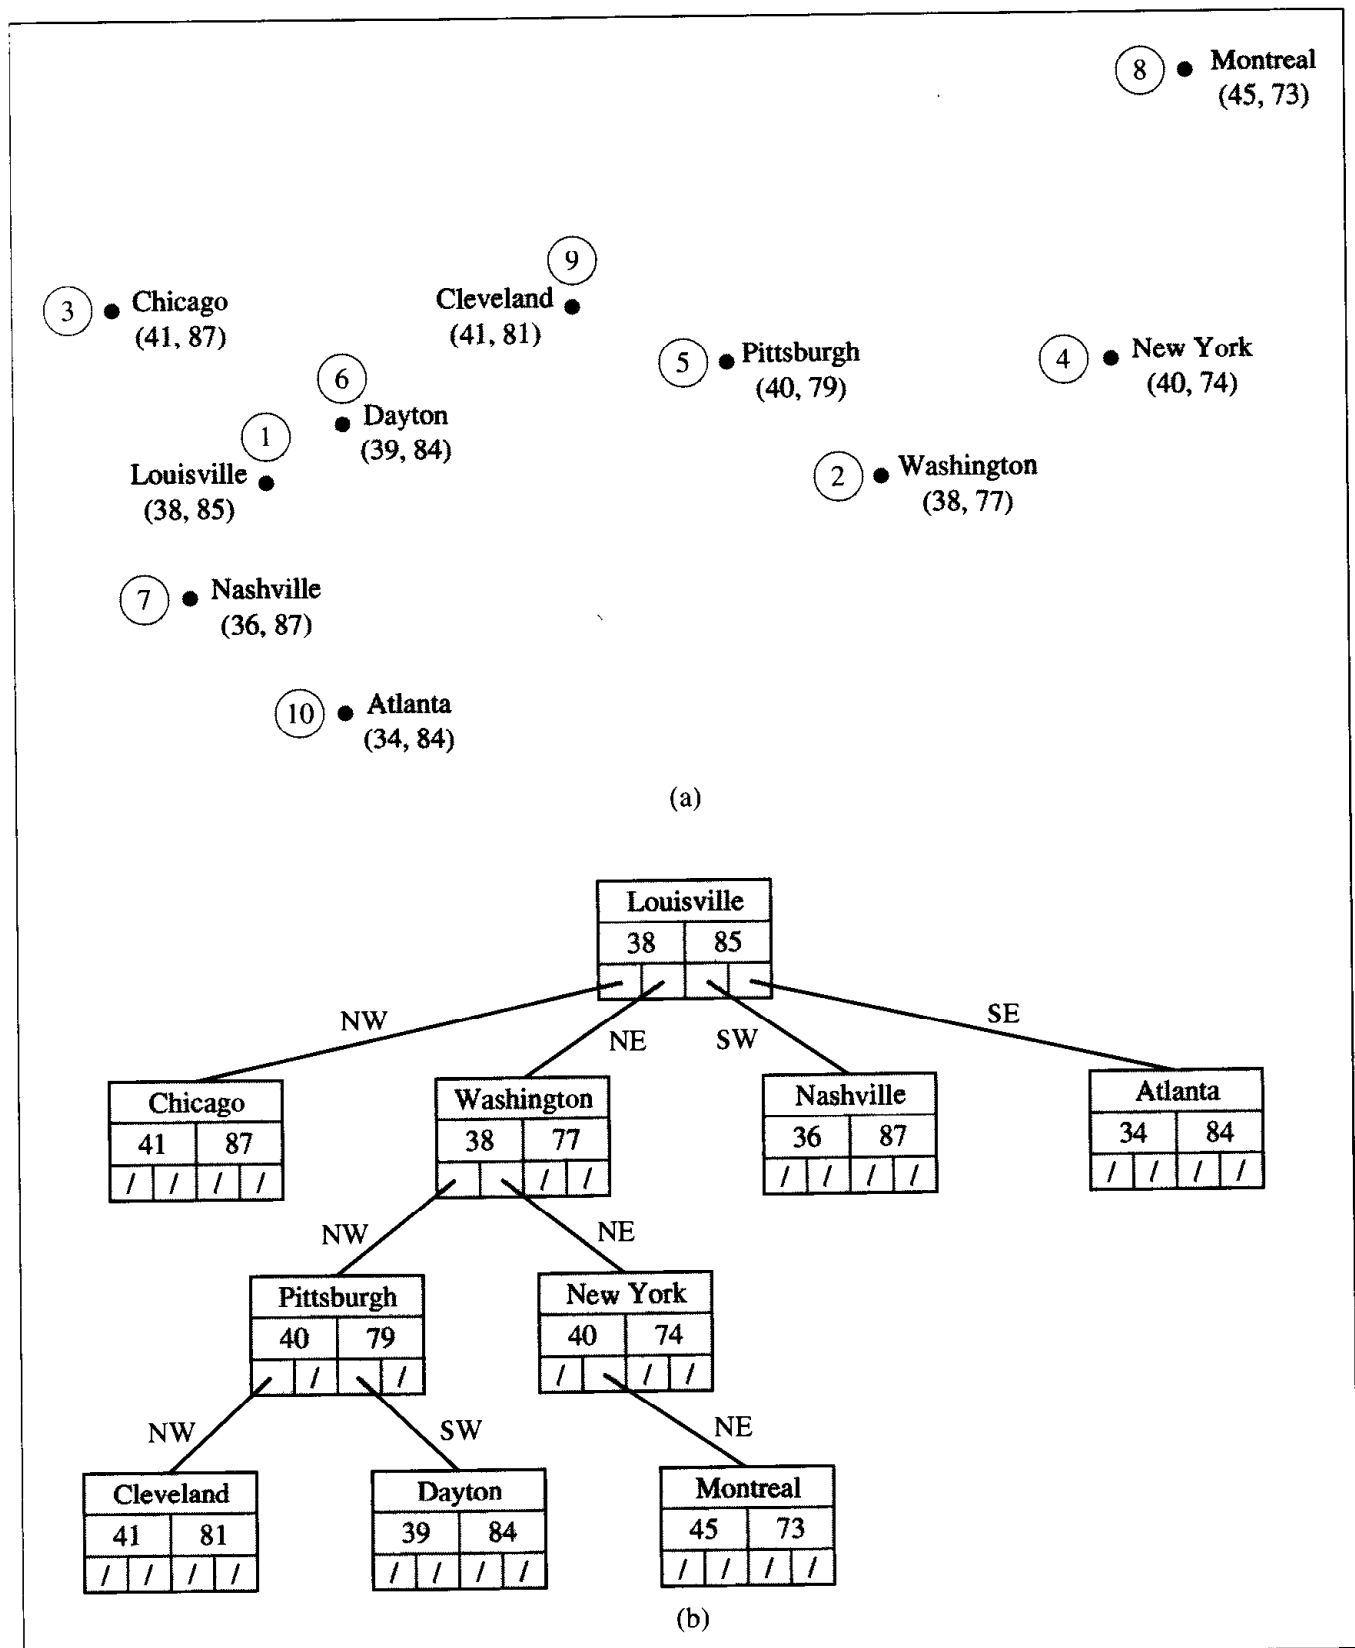 8 Montreal
(45, 73)
9
3 Chicago
(41, 87)
Cleveland
(41, 81)
5 Pittsburgh
(40, 79)
4 New York
(40, 74)
6
Dayton
(39, 84)
1
Louisville
(38, 85)
2 Washington
(38, 77)
7 Nashville
(36, 87)
10 Atlanta
(34, 84)
(a)
Louisville
38 85
NW NE SW SE
Chicago
41 87
/ / / /
Washington
38 77
/ /
Nashville
36 87
/ / / /
Atlanta
34 84
/ / / /
NW NE
Pittsburgh
40 79
/ /
New York
40 74
/ / /
NW SW NE
Cleveland
41 81
/ / / /
Dayton
39 84
/ / / /
Montreal
45 73
/ / / /
(b)